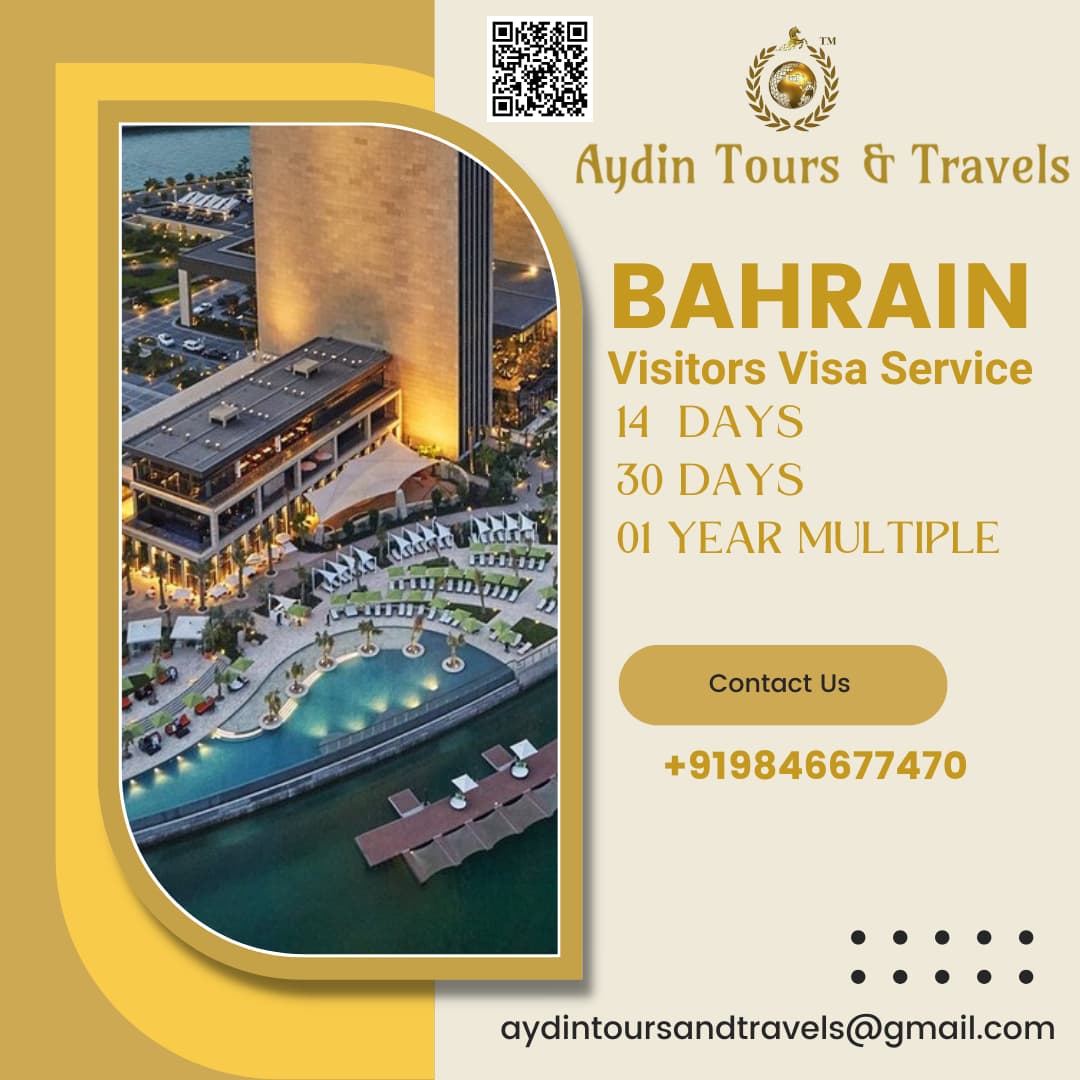 TM
Aydin Tours & Travels
BAHRAIN
Visitors Visa Service
14 DAYS
30 DAYS
01 YEAR MULTIPLE
Contact Us
+919846677470
aydintoursandtravels@gmail.com